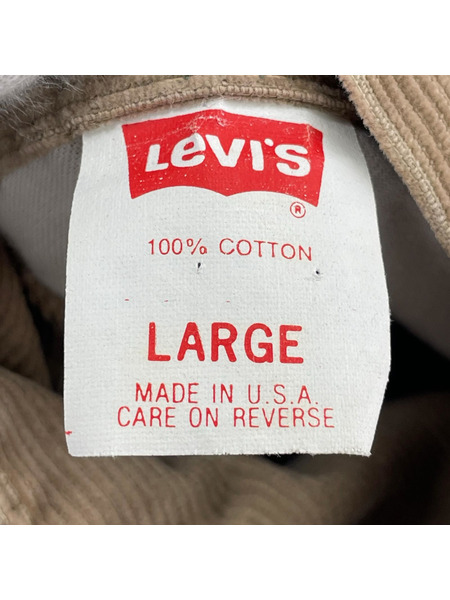 Levi's
®
100% COTTON
LARGE
MADE IN U.S.A.
CARE ON REVERSE